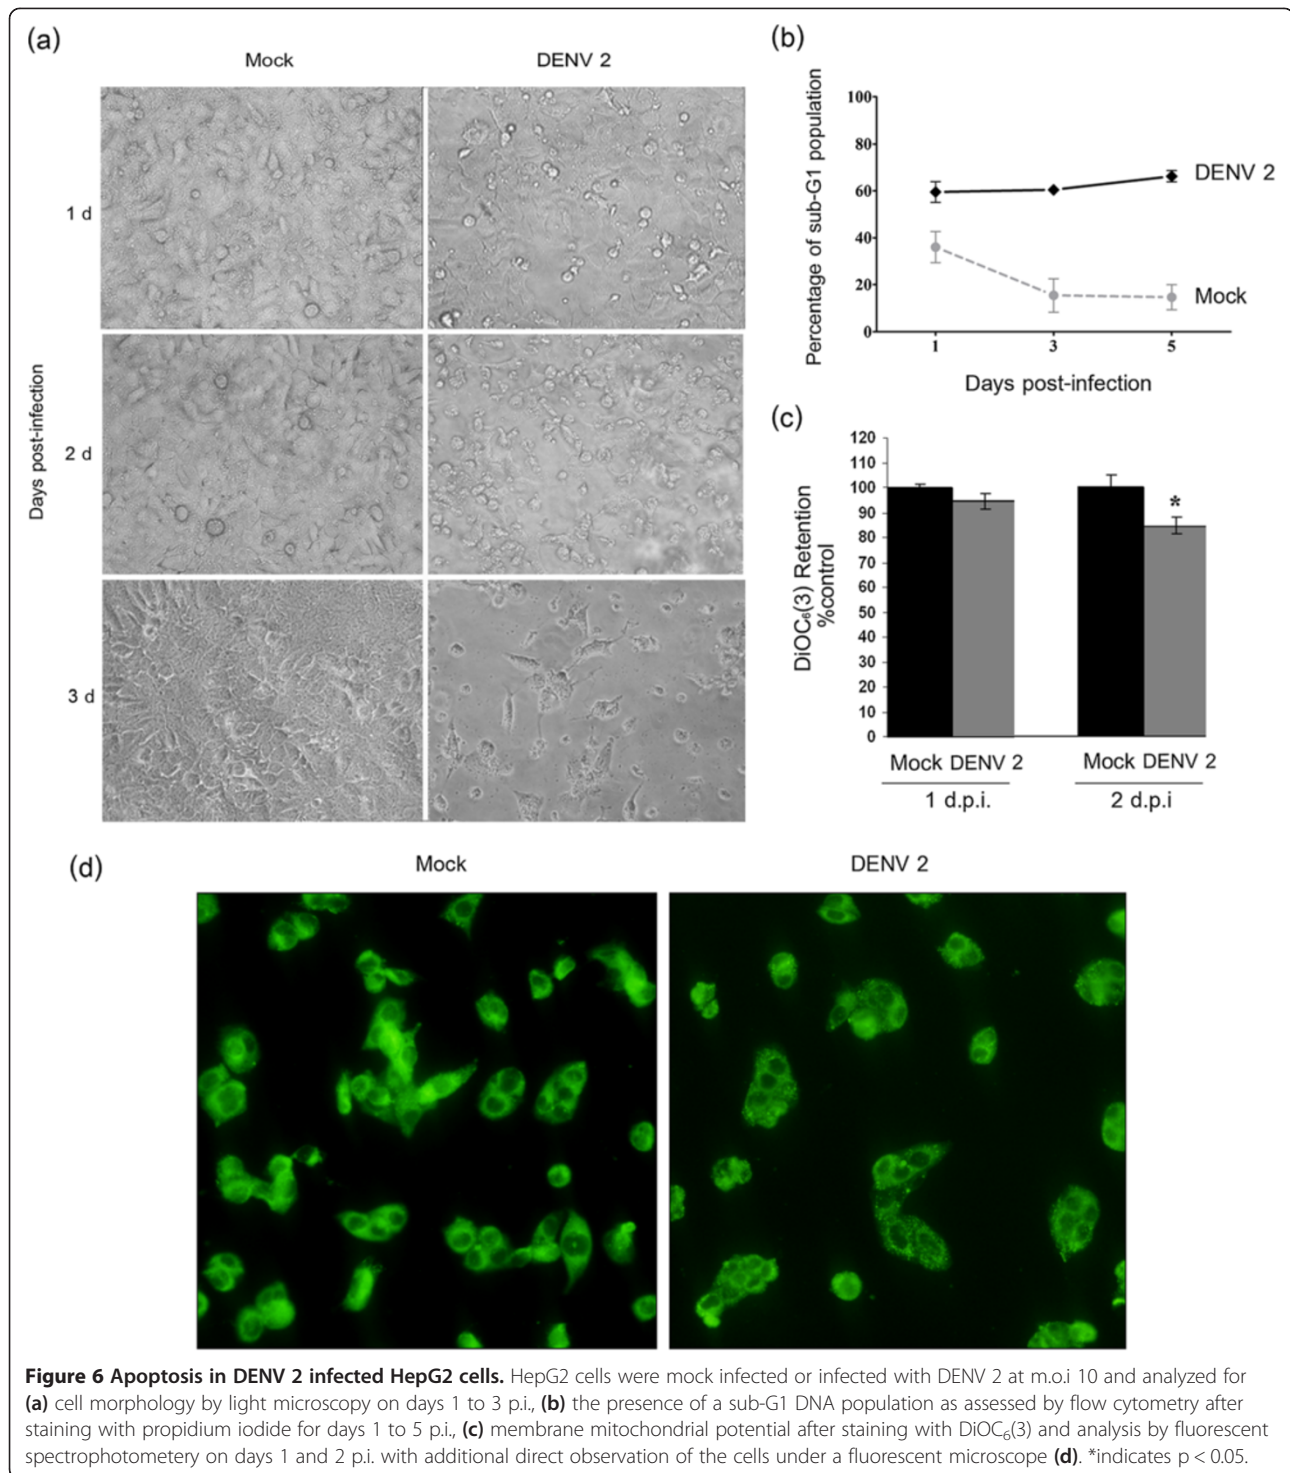 (a)
Mock DENV 2
Days post-infection
1 d
2 d
3 d
(b)
Percentage of sub-G1 population
100
80
60
40
20
0
DENV 2
Mock
1 3 5
Days post-infection
(c)
DiOC₆(3) Retention
%control
120
110
100
90
80
70
60
50
40
30
20
10
0
*
Mock DENV 2 Mock DENV 2
1 d.p.i. 2 d.p.i
(d)
Mock DENV 2
Figure 6 Apoptosis in DENV 2 infected HepG2 cells. HepG2 cells were mock infected or infected with DENV 2 at m.o.i 10 and analyzed for
(a) cell morphology by light microscopy on days 1 to 3 p.i., (b) the presence of a sub-G1 DNA population as assessed by flow cytometry after
staining with propidium iodide for days 1 to 5 p.i., (c) membrane mitochondrial potential after staining with DiOC₆(3) and analysis by fluorescent
spectrophotometery on days 1 and 2 p.i. with additional direct observation of the cells under a fluorescent microscope (d). *indicates p < 0.05.